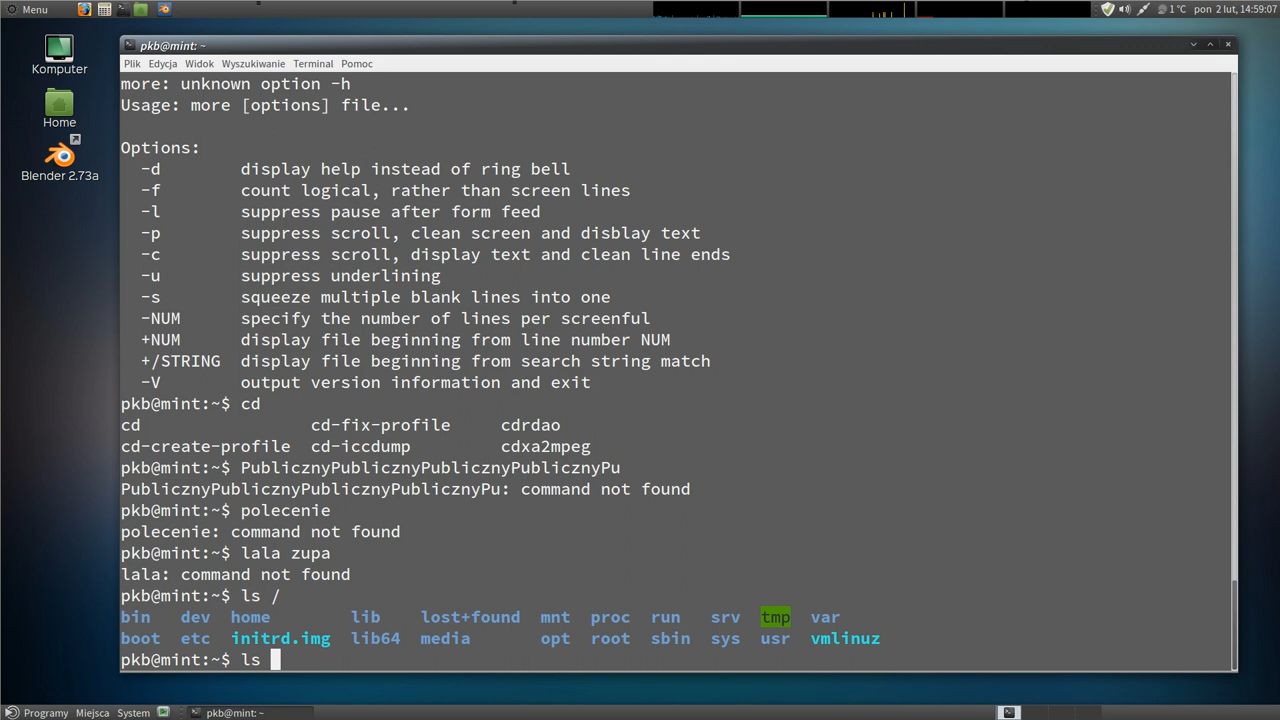 Menu
1 °C pon 2 lut, 14:59:07
pkb@mint: ~
Plik Edycja Widok Wyszukiwanie Terminal Pomoc
Komputer
Home
Blender 2.73a
more: unknown option -h
Usage: more [options] file...
Options:
-d display help instead of ring bell
-f count logical, rather than screen lines
-l suppress pause after form feed
-p suppress scroll, clean screen and disblay text
-c suppress scroll, display text and clean line ends
-u suppress underlining
-s squeeze multiple blank lines into one
-NUM specify the number of lines per screenful
+NUM display file beginning from line number NUM
+/STRING display file beginning from search string match
-V output version information and exit
pkb@mint:~$ cd
cd cd-fix-profile cdrdao
cd-create-profile cd-iccdump cdxa2mpeg
pkb@mint:~$ PublicznyPublicznyPublicznyPublicznyPu
PublicznyPublicznyPublicznyPublicznyPu: command not found
pkb@mint:~$ polecenie
polecenie: command not found
pkb@mint:~$ lala zupa
lala: command not found
pkb@mint:~$ ls /
bin dev home lib lost+found mnt proc run srv tmp var
boot etc initrd.img lib64 media opt root sbin sys usr vmlinuz
pkb@mint:~$ ls
Programy Miejsca System pkb@mint: ~